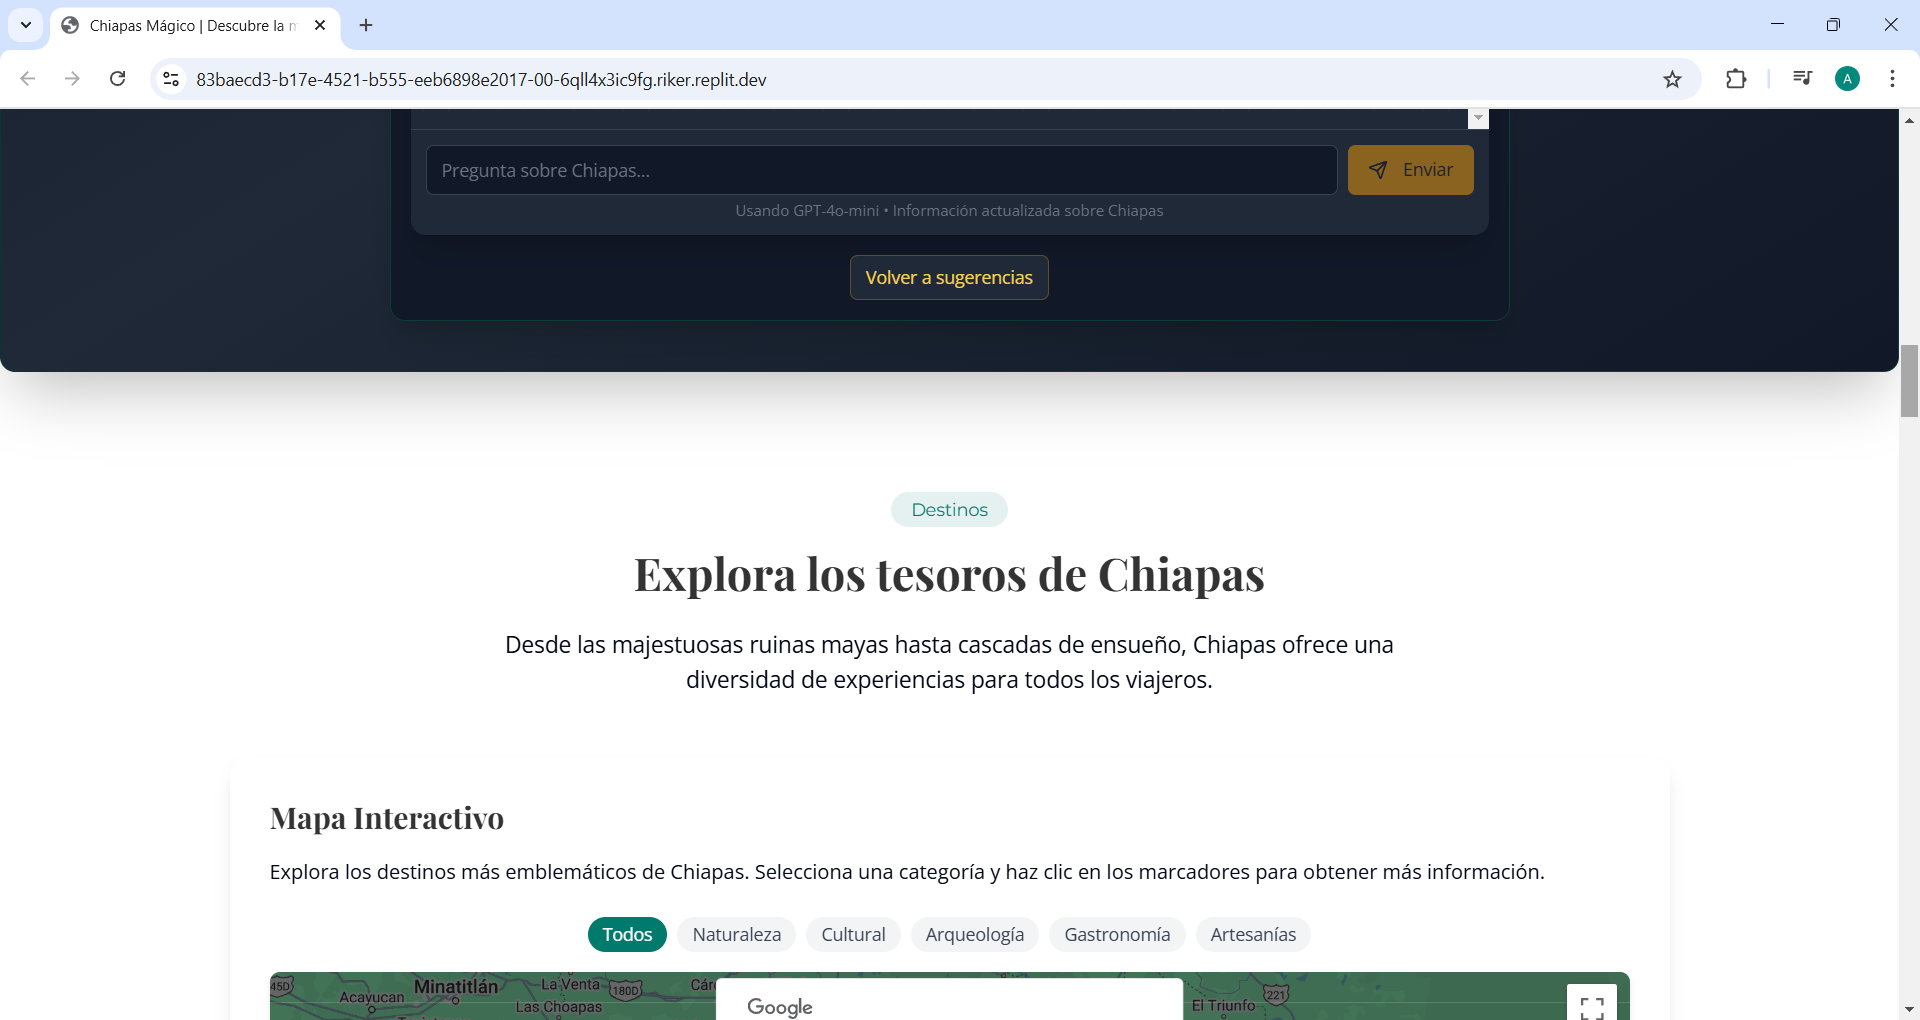 Chiapas Mágico | Descubre la m
83baecd3-b17e-4521-b555-eeb6898e2017-00-6qll4x3ic9fg.riker.replit.dev
A
Pregunta sobre Chiapas...
Enviar
Usando GPT-4o-mini • Información actualizada sobre Chiapas
Volver a sugerencias
Destinos
Explora los tesoros de Chiapas
Desde las majestuosas ruinas mayas hasta cascadas de ensueño, Chiapas ofrece una
diversidad de experiencias para todos los viajeros.
Mapa Interactivo
Explora los destinos más emblemáticos de Chiapas. Selecciona una categoría y haz clic en los marcadores para obtener más información.
Todos Naturaleza Cultural Arqueología Gastronomía Artesanías
45D Acayucan Minatitlán La Venta Las Choapas 180D Cár
Google
El Triunfo 221